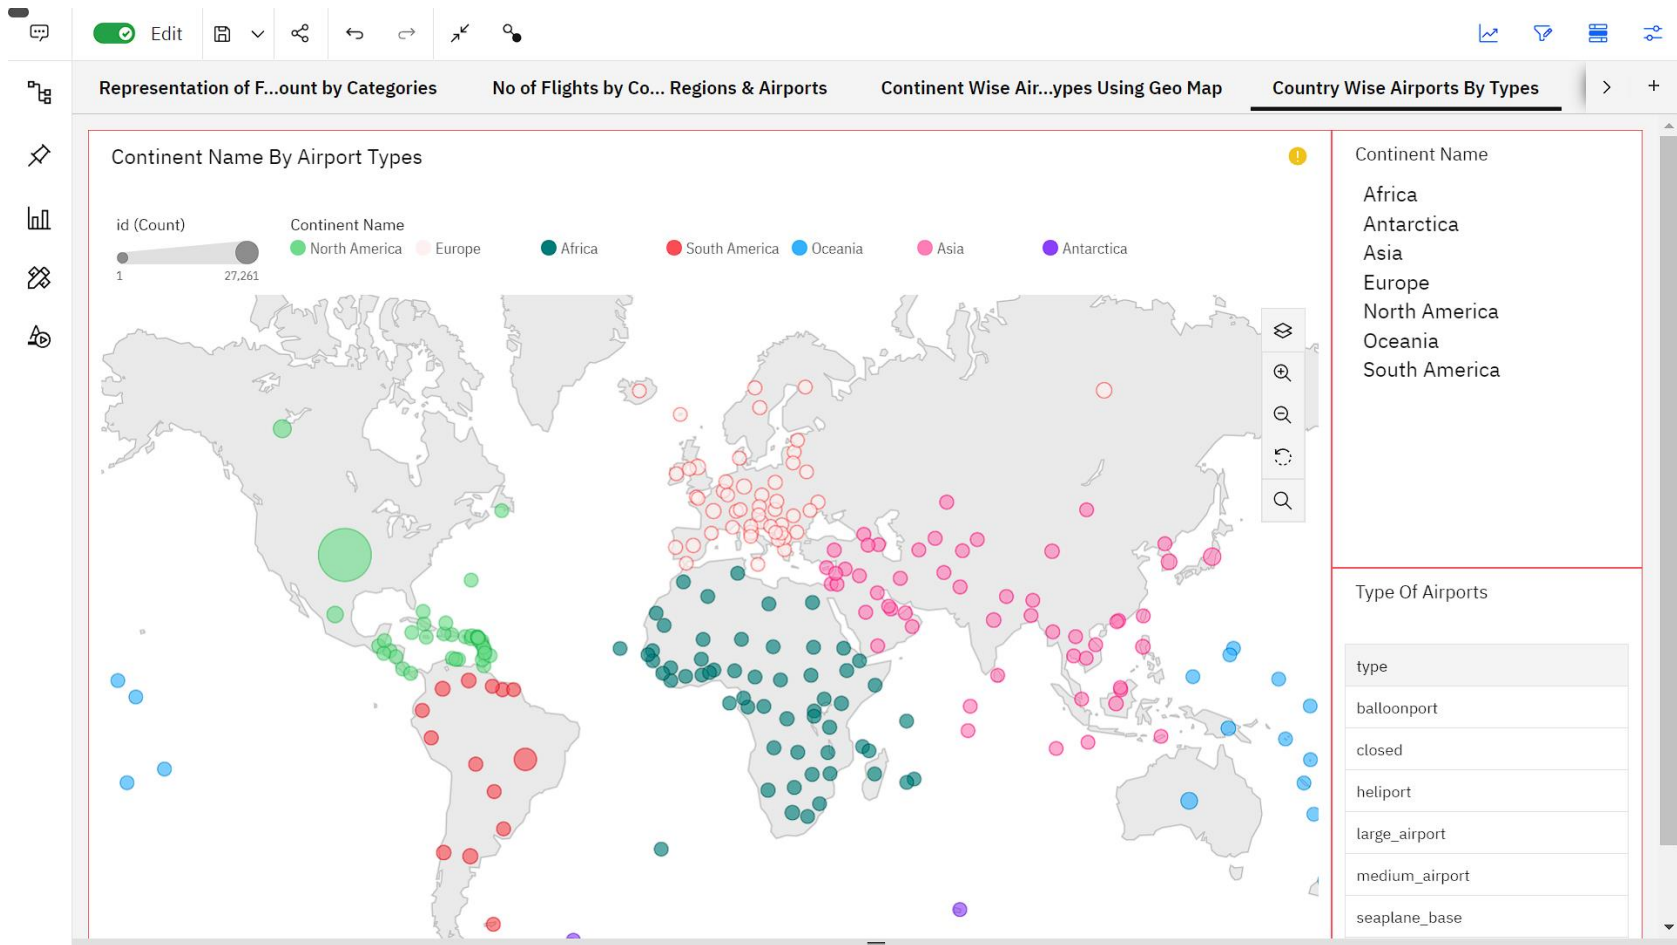 Edit
Representation of F...ount by Categories
No of Flights by Co... Regions & Airports
Continent Wise Air...ypes Using Geo Map
Country Wise Airports By Types
Continent Name By Airport Types
id (Count)
1
27,261
Continent Name
North America
Europe
Africa
South America
Oceania
Asia
Antarctica
Continent Name
Africa
Antarctica
Asia
Europe
North America
Oceania
South America
Type Of Airports
type
balloonport
closed
heliport
large_airport
medium_airport
seaplane_base